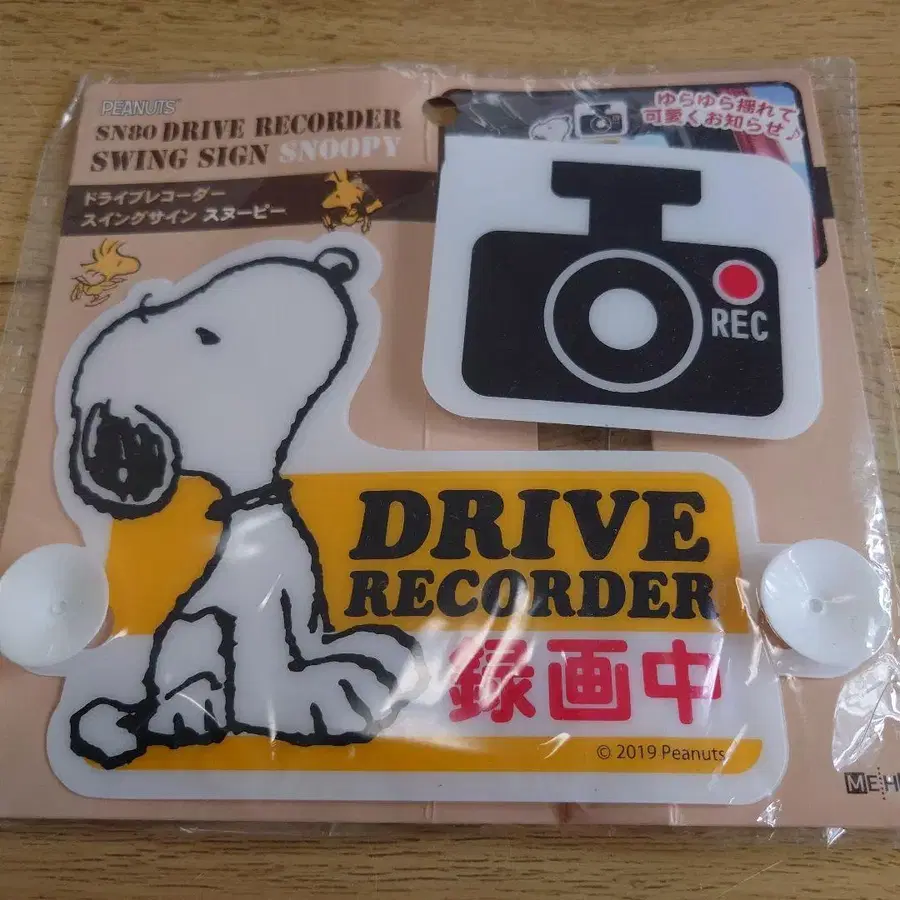 PEANUTS™
SN80 DRIVE RECORDER
SWING SIGN SNOOPY
ドライブレコーダー
スイングサイン スヌーピー
ゆらゆら揺れて
可愛くお知らせ♪
REC
DRIVE
RECORDER
録画中
© 2019 Peanuts